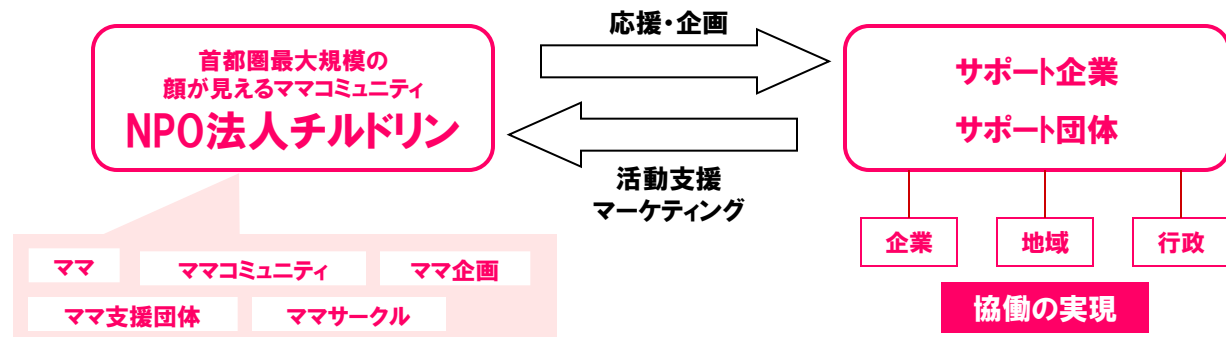 首都圏最大規模の
顔が見えるママコミュニティ
NPO法人チルドリン
応援・企画
活動支援
マーケティング
サポート企業
サポート団体
企業
地域
行政
協働の実現
ママ
ママコミュニティ
ママ企画
ママ支援団体
ママサークル